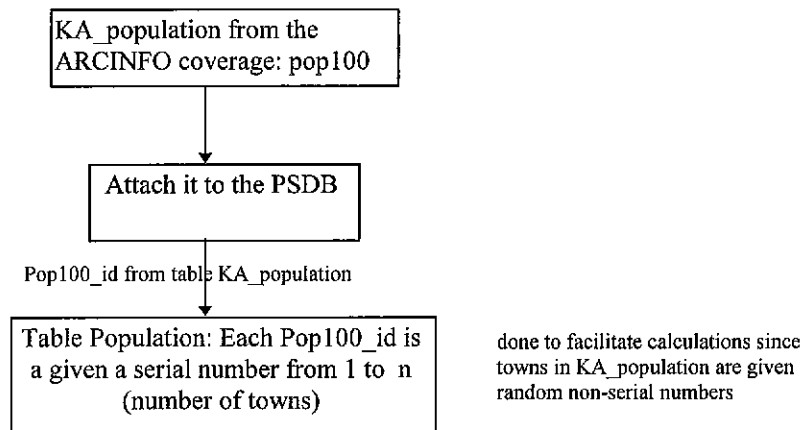 KA_population from the
ARCINFO coverage: pop100
Attach it to the PSDB
Pop100_id from table KA_population
Table Population: Each Pop100_id is
a given a serial number from 1 to n
(number of towns)
done to facilitate calculations since
towns in KA_population are given
random non-serial numbers